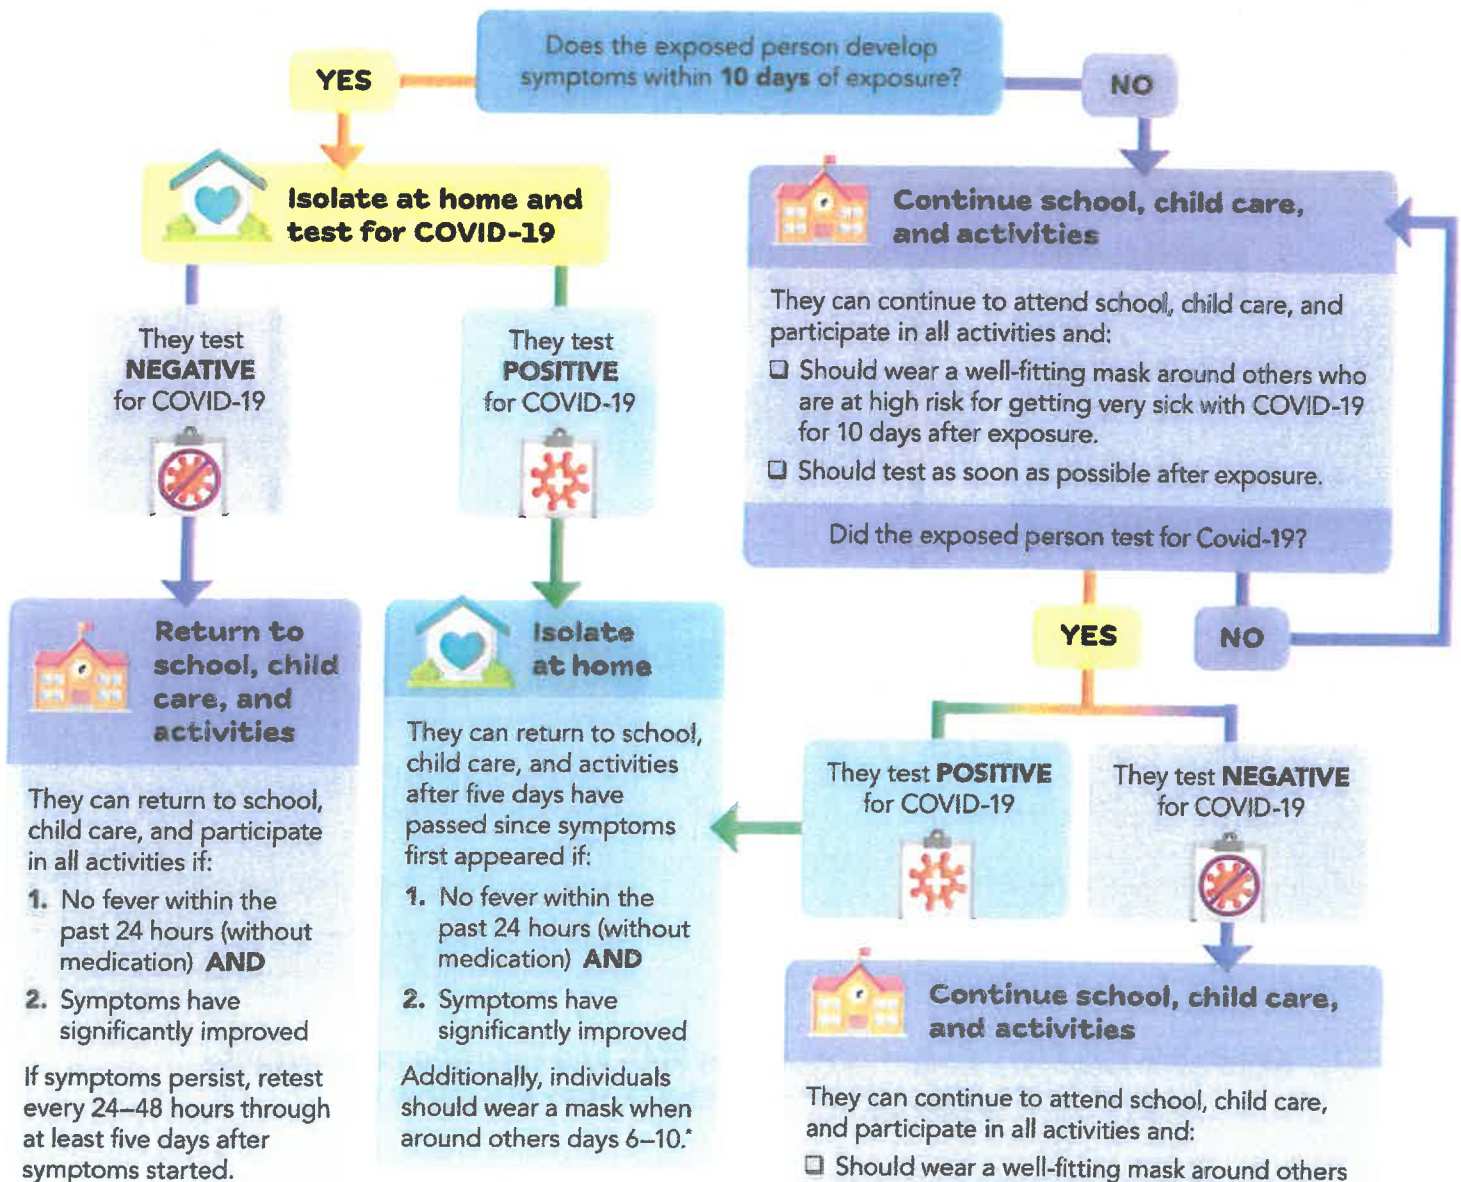 Does the exposed person develop
symptoms within 10 days of exposure?
YES
NO
Isolate at home and
test for COVID-19
They test
NEGATIVE
for COVID-19
They test
POSITIVE
for COVID-19
Return to
school, child
care, and
activities
They can return to school,
child care, and participate
in all activities if:
1. No fever within the
past 24 hours (without
medication) AND
2. Symptoms have
significantly improved
If symptoms persist, retest
every 24–48 hours through
at least five days after
symptoms started.
Isolate
at home
They can return to school,
child care, and activities
after five days have
passed since symptoms
first appeared if:
1. No fever within the
past 24 hours (without
medication) AND
2. Symptoms have
significantly improved
Additionally, individuals
should wear a mask when
around others days 6–10.*
Continue school, child care,
and activities
They can continue to attend school, child care, and
participate in all activities and:
❑ Should wear a well-fitting mask around others who
are at high risk for getting very sick with COVID-19
for 10 days after exposure.
❑ Should test as soon as possible after exposure.
Did the exposed person test for Covid-19?
YES
NO
They test POSITIVE
for COVID-19
They test NEGATIVE
for COVID-19
Continue school, child care,
and activities
They can continue to attend school, child care,
and participate in all activities and:
❑ Should wear a well-fitting mask around others